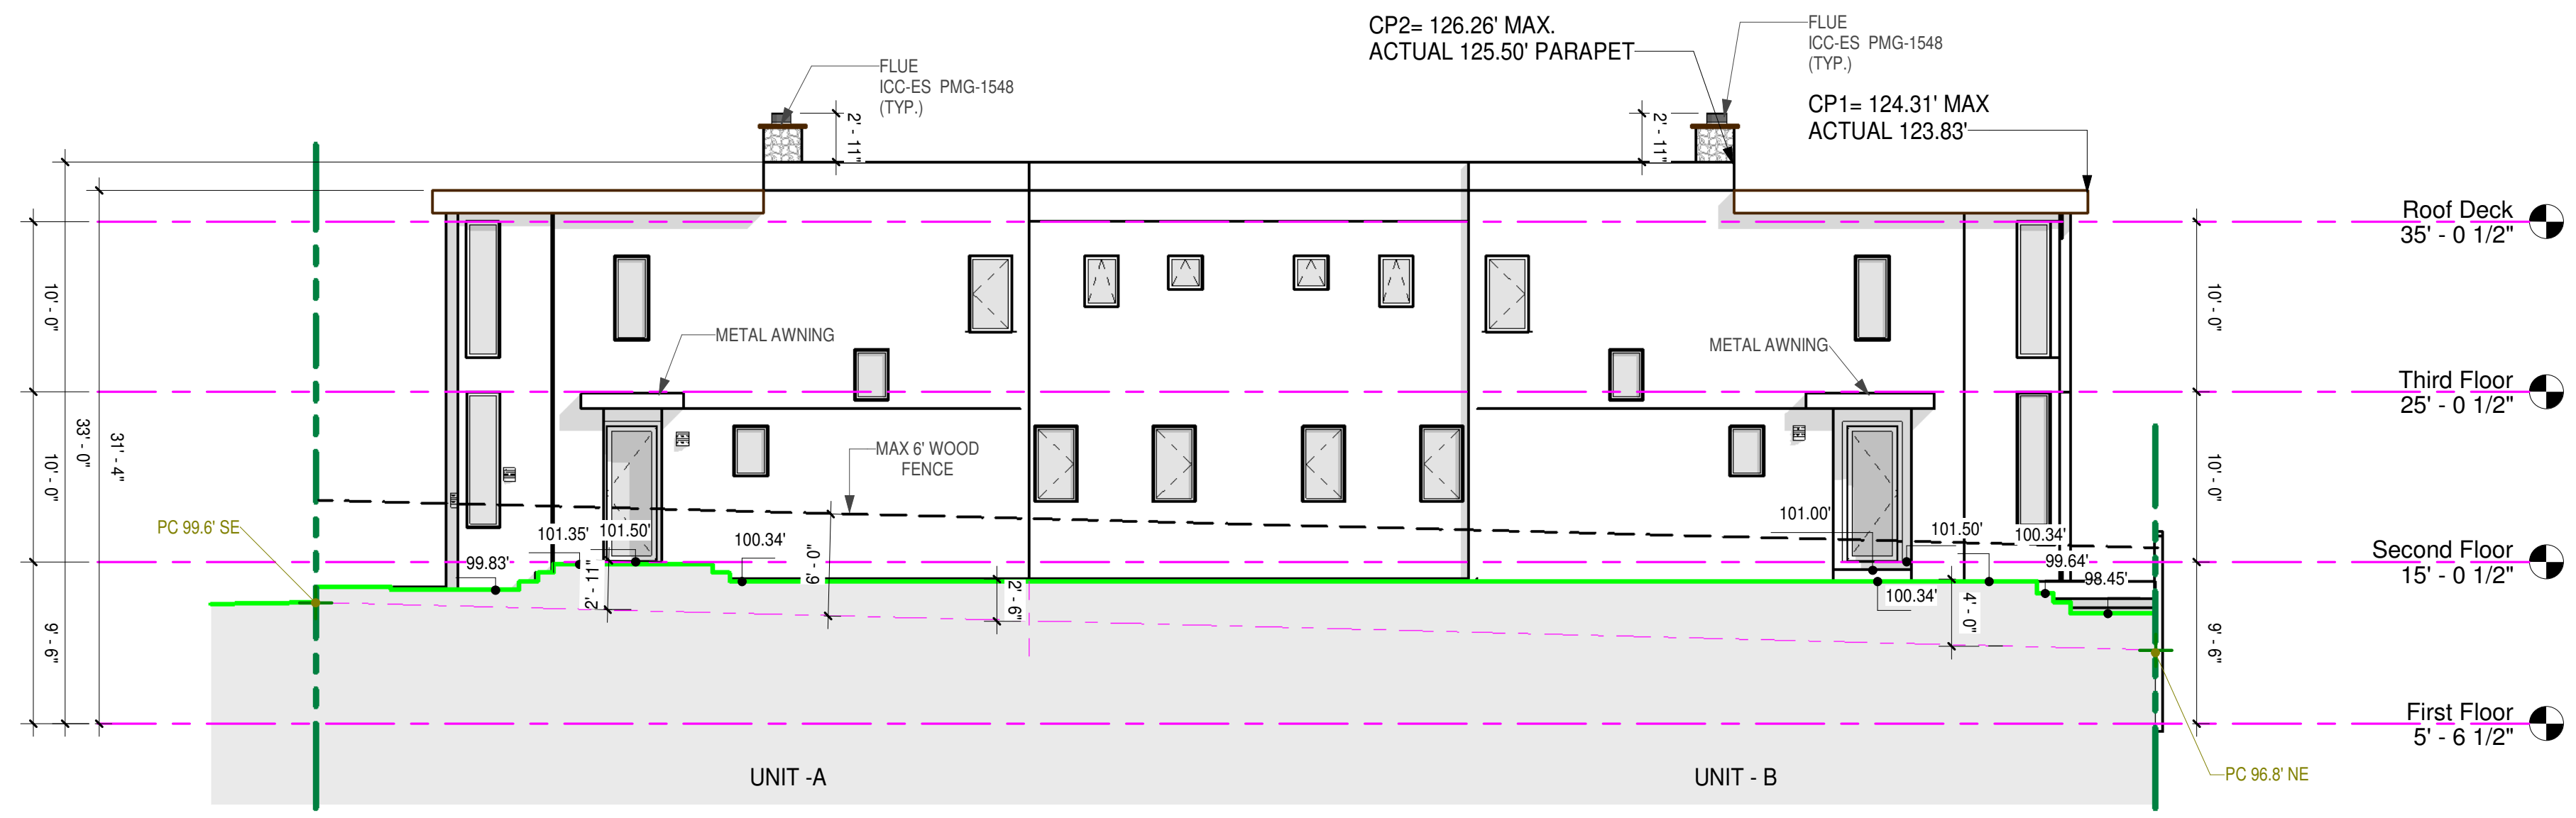 CP2= 126.26' MAX.
ACTUAL 125.50' PARAPET
FLUE
ICC-ES PMG-1548
(TYP.)
FLUE
ICC-ES PMG-1548
(TYP.)
CP1= 124.31' MAX
ACTUAL 123.83'
2' - 11"
2' - 11"
Roof Deck
35' - 0 1/2"
10' - 0"
10' - 0"
METAL AWNING
METAL AWNING
Third Floor
25' - 0 1/2"
33' - 0"
31' - 4"
10' - 0"
10' - 0"
MAX 6' WOOD
FENCE
PC 99.6' SE
101.35'
101.50'
100.34'
99.83'
2' - 11"
6' - 0"
2' - 6"
101.00'
101.50'
100.34'
99.64'
98.45'
100.34'
4' - 0"
Second Floor
15' - 0 1/2"
9' - 6"
9' - 6"
First Floor
5' - 6 1/2"
UNIT -A
UNIT - B
PC 96.8' NE